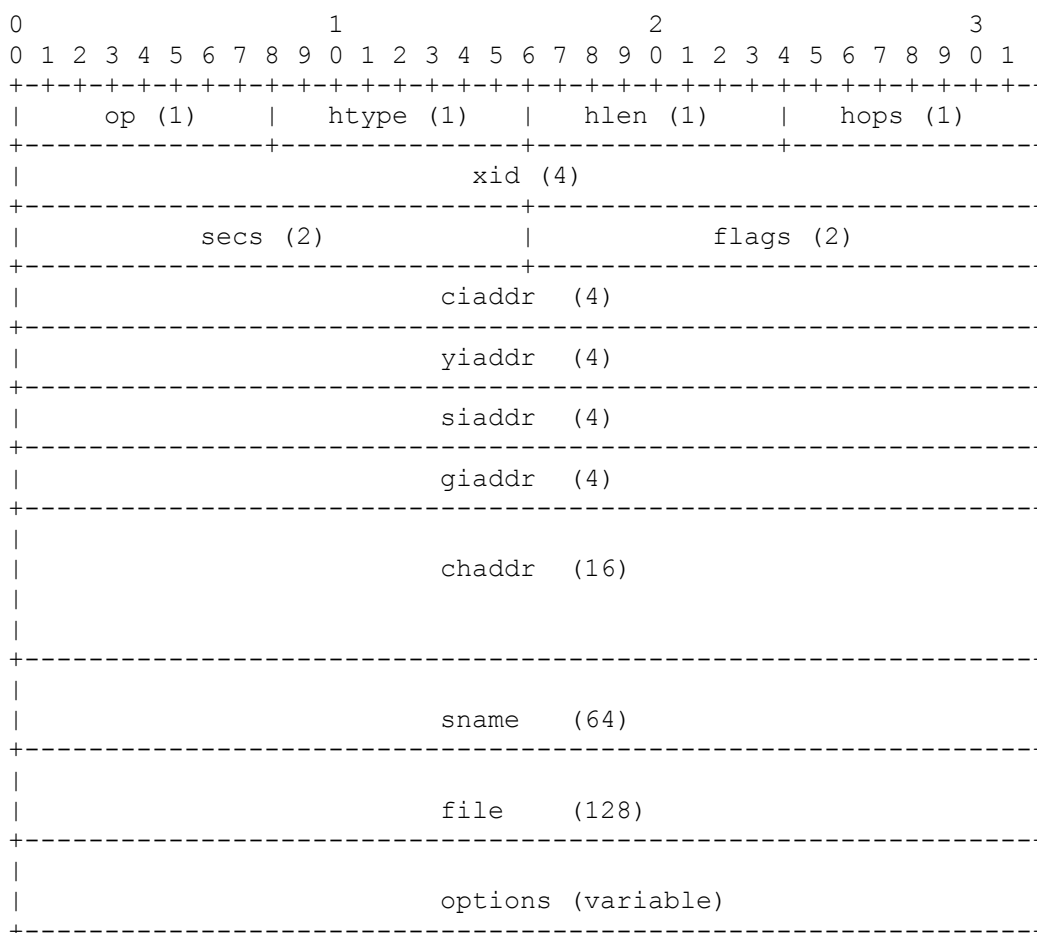 0                   1                   2                   3
0 1 2 3 4 5 6 7 8 9 0 1 2 3 4 5 6 7 8 9 0 1 2 3 4 5 6 7 8 9 0 1
+-+-+-+-+-+-+-+-+-+-+-+-+-+-+-+-+-+-+-+-+-+-+-+-+-+-+-+-+-+-+-+-
|     op (1)    |   htype (1)   |   hlen (1)    |   hops (1)
+---------------+---------------+---------------+---------------
|                            xid (4)
+-------------------------------+-------------------------------
|           secs (2)            |           flags (2)
+-------------------------------+-------------------------------
|                          ciaddr  (4)
+---------------------------------------------------------------
|                          yiaddr  (4)
+---------------------------------------------------------------
|                          siaddr  (4)
+---------------------------------------------------------------
|                          giaddr  (4)
+---------------------------------------------------------------
|
|                          chaddr  (16)
|
|
+---------------------------------------------------------------
|
|                          sname   (64)
+---------------------------------------------------------------
|
|                          file    (128)
+---------------------------------------------------------------
|
|                          options (variable)
+---------------------------------------------------------------